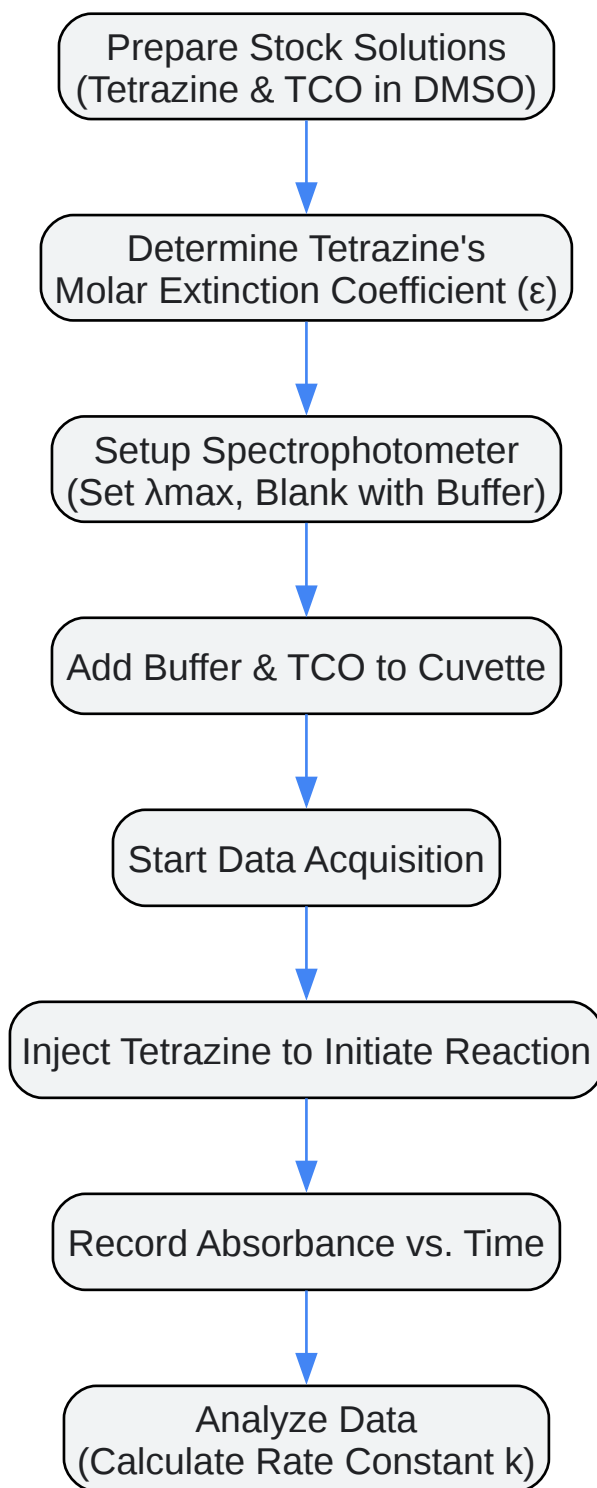 Prepare Stock Solutions
(Tetrazine & TCO in DMSO)
Determine Tetrazine's
Molar Extinction Coefficient (ε)
Setup Spectrophotometer
(Set λmax, Blank with Buffer)
Add Buffer & TCO to Cuvette
Start Data Acquisition
Inject Tetrazine to Initiate Reaction
Record Absorbance vs. Time
Analyze Data
(Calculate Rate Constant k)